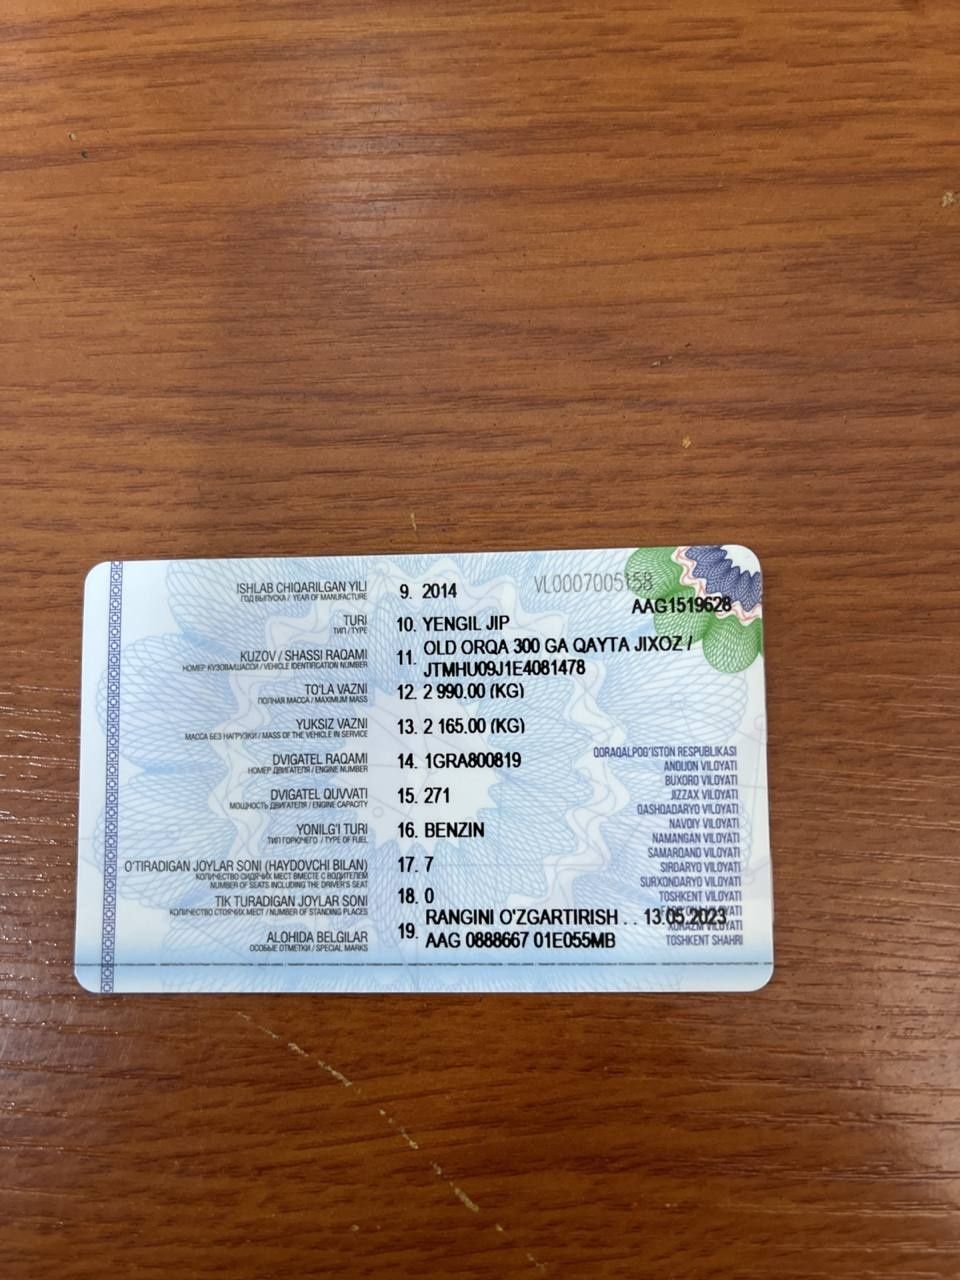 VL0007005158
AAG1519628
ISHLAB CHIQARILGAN YILI
ГОД ВЫПУСКА / YEAR OF MANUFACTURE
9. 2014
TURI
ТИП / TYPE
10. YENGIL JIP
KUZOV / SHASSI RAQAMI
НОМЕР КУЗОВА/ШАССИ / VEHICLE IDENTIFICATION NUMBER
11. OLD ORQA 300 GA QAYTA JIXOZ /
JTMHU09J1E4081478
TO'LA VAZNI
ПОЛНАЯ МАССА / MAXIMUM MASS
12. 2 990.00 (KG)
YUKSIZ VAZNI
МАССА БЕЗ НАГРУЗКИ / MASS OF THE VEHICLE IN SERVICE
13. 2 165.00 (KG)
DVIGATEL RAQAMI
НОМЕР ДВИГАТЕЛЯ / ENGINE NUMBER
14. 1GRA800819
DVIGATEL QUVVATI
МОЩНОСТЬ ДВИГАТЕЛЯ / ENGINE CAPACITY
15. 271
YONILG'I TURI
ТИП ГОРЮЧЕГО / TYPE OF FUEL
16. BENZIN
O'TIRADIGAN JOYLAR SONI (HAYDOVCHI BILAN)
КОЛИЧЕСТВО СИДЯЧИХ МЕСТ ВМЕСТЕ С ВОДИТЕЛЕМ
NUMBER OF SEATS INCLUDING THE DRIVER'S SEAT
17. 7
TIK TURADIGAN JOYLAR SONI
КОЛИЧЕСТВО СТОЯЧИХ МЕСТ / NUMBER OF STANDING PLACES
18. 0
ALOHIDA BELGILAR
ОСОБЫЕ ОТМЕТКИ / SPECIAL MARKS
19. RANGINI O'ZGARTIRISH . . 13.05.2023
AAG 0888667 01E055MB
QORAQALPOG'ISTON RESPUBLIKASI
ANDIJON VILOYATI
BUXORO VILOYATI
JIZZAX VILOYATI
QASHQADARYO VILOYATI
NAVOIY VILOYATI
NAMANGAN VILOYATI
SAMARQAND VILOYATI
SIRDARYO VILOYATI
SURXONDARYO VILOYATI
TOSHKENT VILOYATI
XORAZM VILOYATI
TOSHKENT SHAHRI